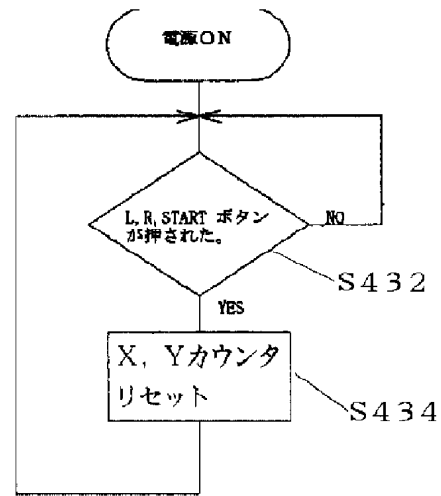 電源ON
L,R,START ボタン
が押された。
NO
S432
YES
X, Yカウンタ
リセット
S434